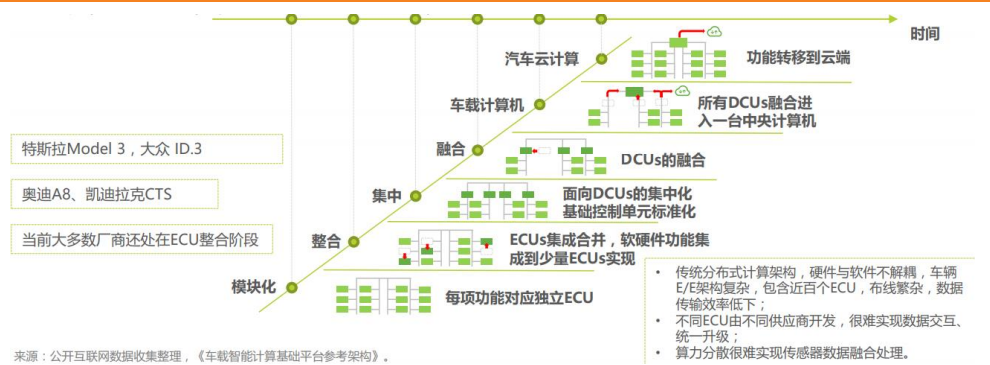 时间
汽车云计算
功能转移到云端
车载计算机
所有DCUs融合进
入一台中央计算机
特斯拉Model 3，大众 ID.3
融合
DCUs的融合
奥迪A8、凯迪拉克CTS
集中
面向DCUs的集中化
基础控制单元标准化
当前大多数厂商还处在ECU整合阶段
整合
ECUs集成合并，软硬件功能集
成到少量ECUs实现
模块化
每项功能对应独立ECU
• 传统分布式计算架构，硬件与软件不解耦，车辆
E/E架构复杂，包含近百个ECU，布线繁杂，数据
传输效率低下；
• 不同ECU由不同供应商开发，很难实现数据交互、
统一升级；
• 算力分散很难实现传感器数据融合处理。
来源：公开互联网数据收集整理，《车载智能计算基础平台参考架构》。